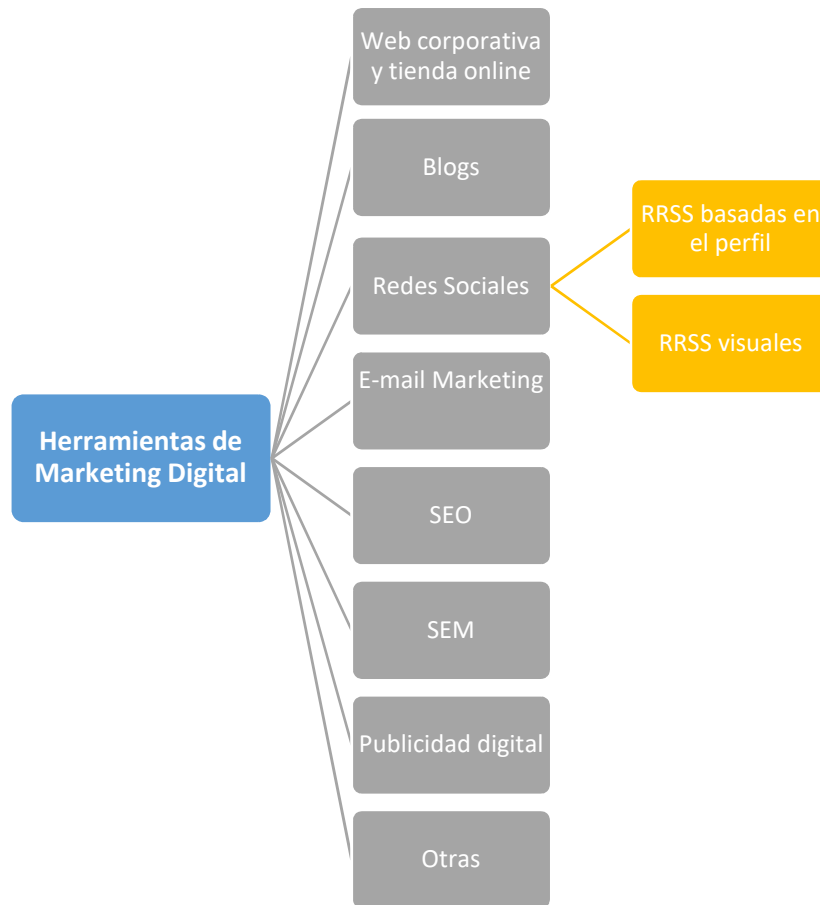 Web corporativa
y tienda online
Blogs
RRSS basadas en
el perfil
Redes Sociales
RRSS visuales
E-mail Marketing
Herramientas de
Marketing Digital
SEO
SEM
Publicidad digital
Otras